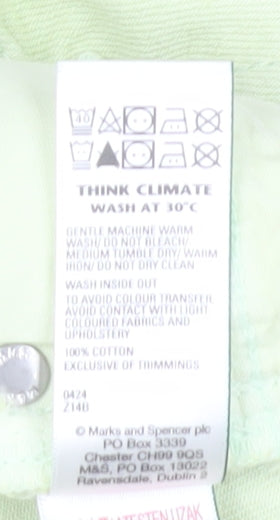 THINK CLIMATE
WASH AT 30°C
GENTLE MACHINE WARM
WASH/ DO NOT BLEACH/
MEDIUM TUMBLE DRY/ WARM
IRON/ DO NOT DRY CLEAN
WASH INSIDE OUT
TO AVOID COLOUR TRANSFER
AVOID CONTACT WITH LIGHT
COLOURED FABRICS AND
UPHOLSTERY
100% COTTON
EXCLUSIVE OF TRIMMINGS
0424
Z14B
© Marks and Spencer plc
PO Box 3339
Chester CH99 9QS
M&S, PO Box 13022
Ravensdale, Dublin 2